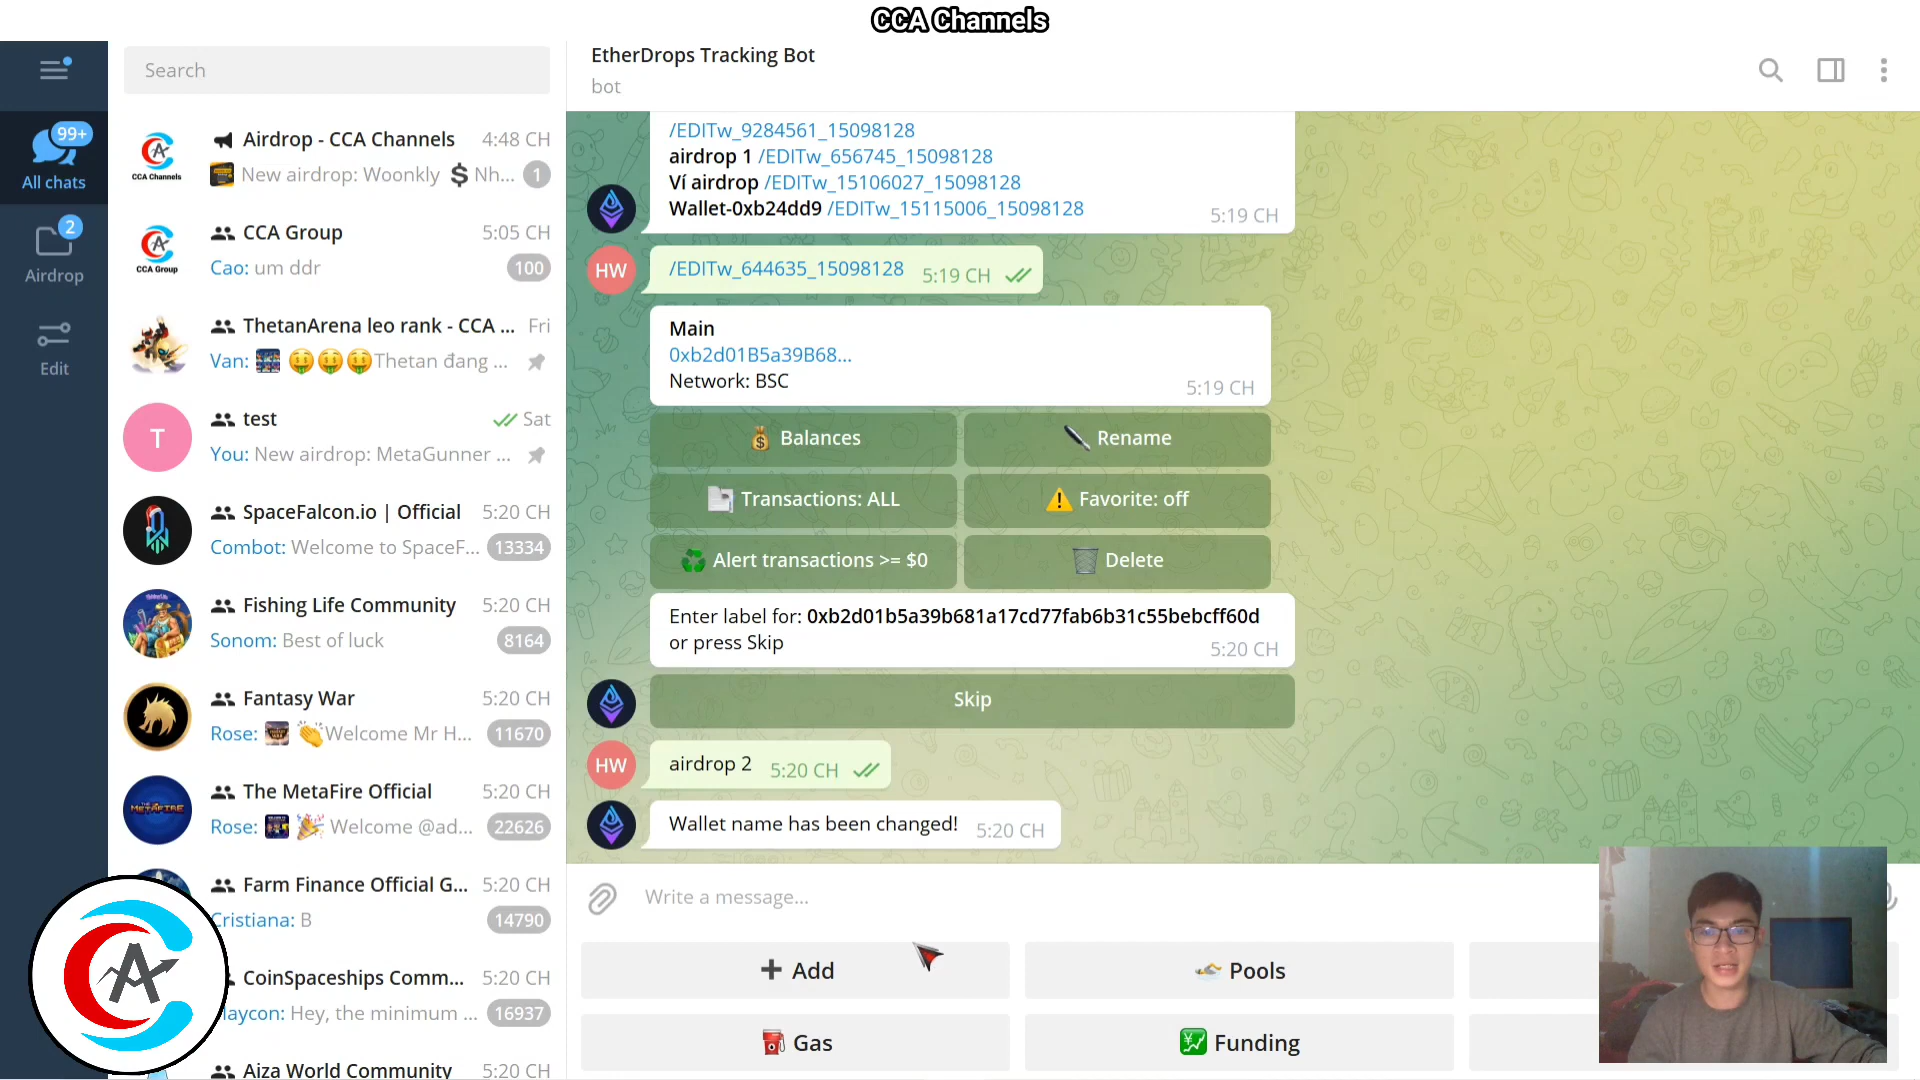 CCA Channels
Search
EtherDrops Tracking Bot
bot
99+
All chats
2
Airdrop
Edit
Airdrop - CCA Channels 4:48 CH
New airdrop: Woonkly $ Nh... 1
CCA Channels
CCA Group 5:05 CH
Cao: um ddr 100
CCA Group
ThetanArena leo rank - CCA ... Fri
Van: Thetan đang ...
T
test Sat
You: New airdrop: MetaGunner ...
SpaceFalcon.io | Official 5:20 CH
Combot: Welcome to SpaceF... 13334
Fishing Life Community 5:20 CH
Sonom: Best of luck 8164
Fantasy War 5:20 CH
Rose: Welcome Mr H... 11670
The MetaFire Official 5:20 CH
Rose: Welcome @ad... 22626
METAFIRE
Farm Finance Official G... 5:20 CH
Cristiana: B 14790
CoinSpaceships Comm... 5:20 CH
Maycon: Hey, the minimum ... 16937
Aiza World Community 5:20 CH
/EDITw_9284561_15098128
airdrop 1 /EDITw_656745_15098128
Ví airdrop /EDITw_15106027_15098128
Wallet-0xb24dd9 /EDITw_15115006_15098128
5:19 CH
HW
/EDITw_644635_15098128 5:19 CH
Main
0xb2d01B5a39B68...
Network: BSC
5:19 CH
Balances
Rename
Transactions: ALL
Favorite: off
Alert transactions >= $0
Delete
Enter label for: 0xb2d01b5a39b681a17cd77fab6b31c55bebcff60d
or press Skip
5:20 CH
Skip
HW
airdrop 2 5:20 CH
Wallet name has been changed! 5:20 CH
Write a message...
Add
Pools
Gas
Funding